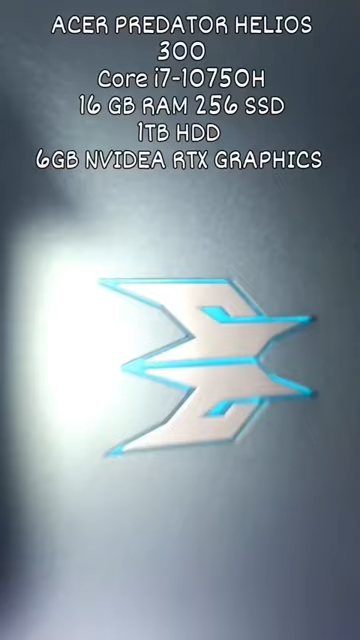 ACER PREDATOR HELIOS
300
Core i7-10750H
16 GB RAM 256 SSD
1TB HDD
6GB NVIDEA RTX GRAPHICS